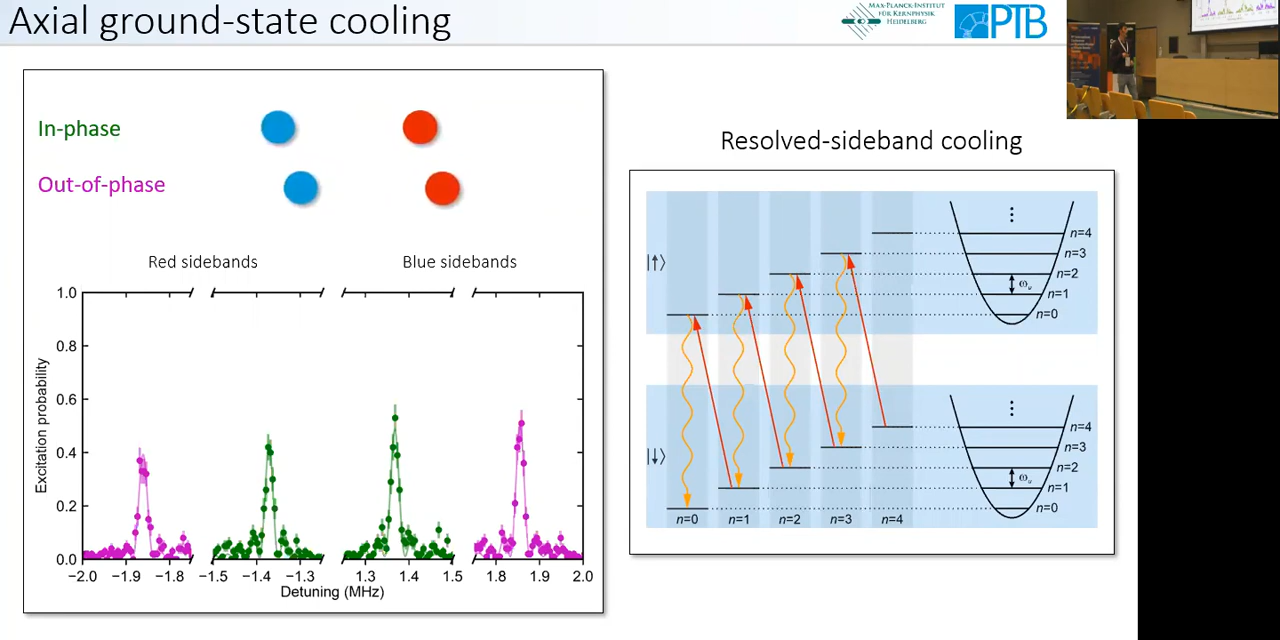 Axial ground-state cooling
MAX-PLANCK-INSTITUT
FÜR KERNPHYSIK
HEIDELBERG
PTB
In-phase
Out-of-phase
Red sidebands
Blue sidebands
Excitation probability
1.0
0.8
0.6
0.4
0.2
0.0
−2.0 −1.9 −1.8 −1.5 −1.4 −1.3 1.3 1.4 1.5 1.8 1.9 2.0
Detuning (MHz)
Resolved-sideband cooling
|↑⟩
⋮
n=4
n=3
n=2
ωᵤ
n=1
n=0
|↓⟩
⋮
n=4
n=3
n=2
ωᵤ
n=1
n=0
n=0 n=1 n=2 n=3 n=4